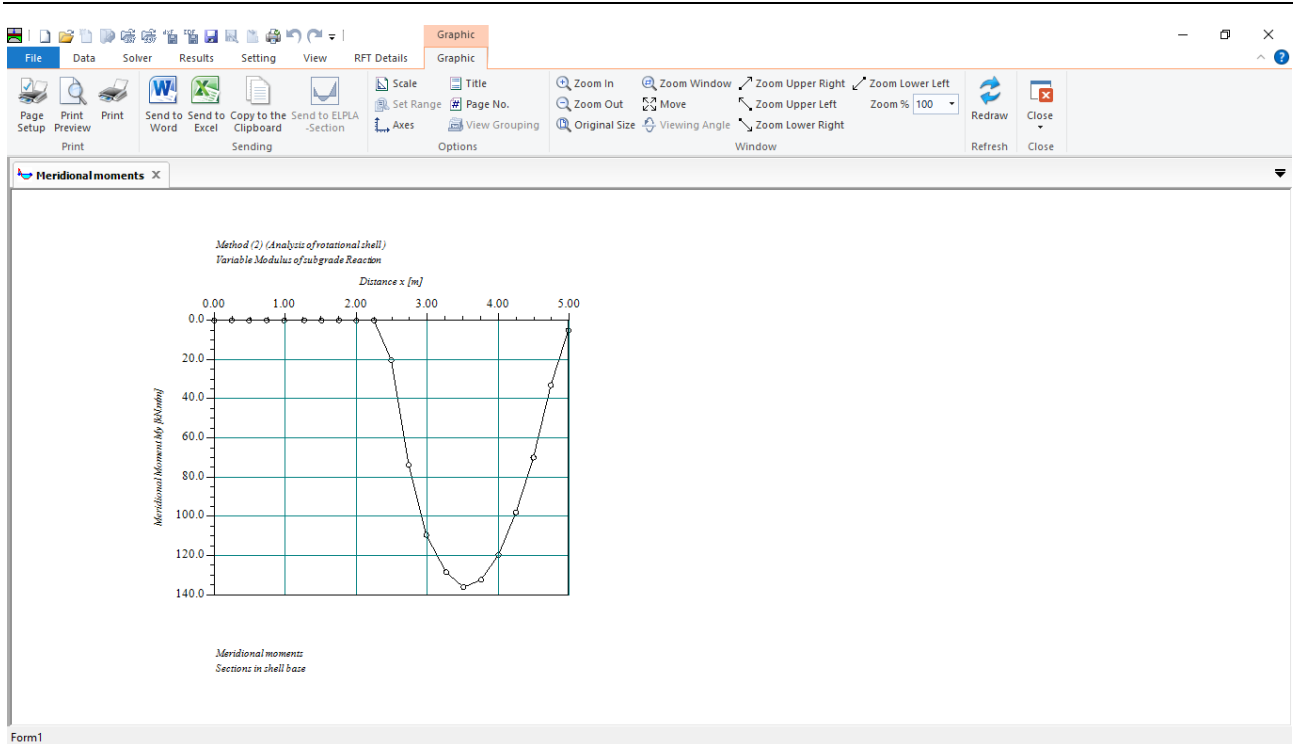 Graphic
File Data Solver Results Setting View RFT Details Graphic
Scale Title Zoom In Zoom Window Zoom Upper Right Zoom Lower Left
Set Range Page No. Zoom Out Move Zoom Upper Left Zoom % 100
Page Setup Print Preview Print Send to Word Send to Excel Copy to the Clipboard Send to ELPLA -Section Axes View Grouping Original Size Viewing Angle Zoom Lower Right Redraw Close
Print Sending Options Window Refresh Close
Meridional moments X
Method (2) (Analysis of rotational shell)
Variable Modulus of subgrade Reaction
Distance x [m]
0.00 1.00 2.00 3.00 4.00 5.00
0.0
20.0
40.0
60.0
80.0
100.0
120.0
140.0
Meridional Moment My [kN.m/m]
Meridional moments
Sections in shell base
Form1